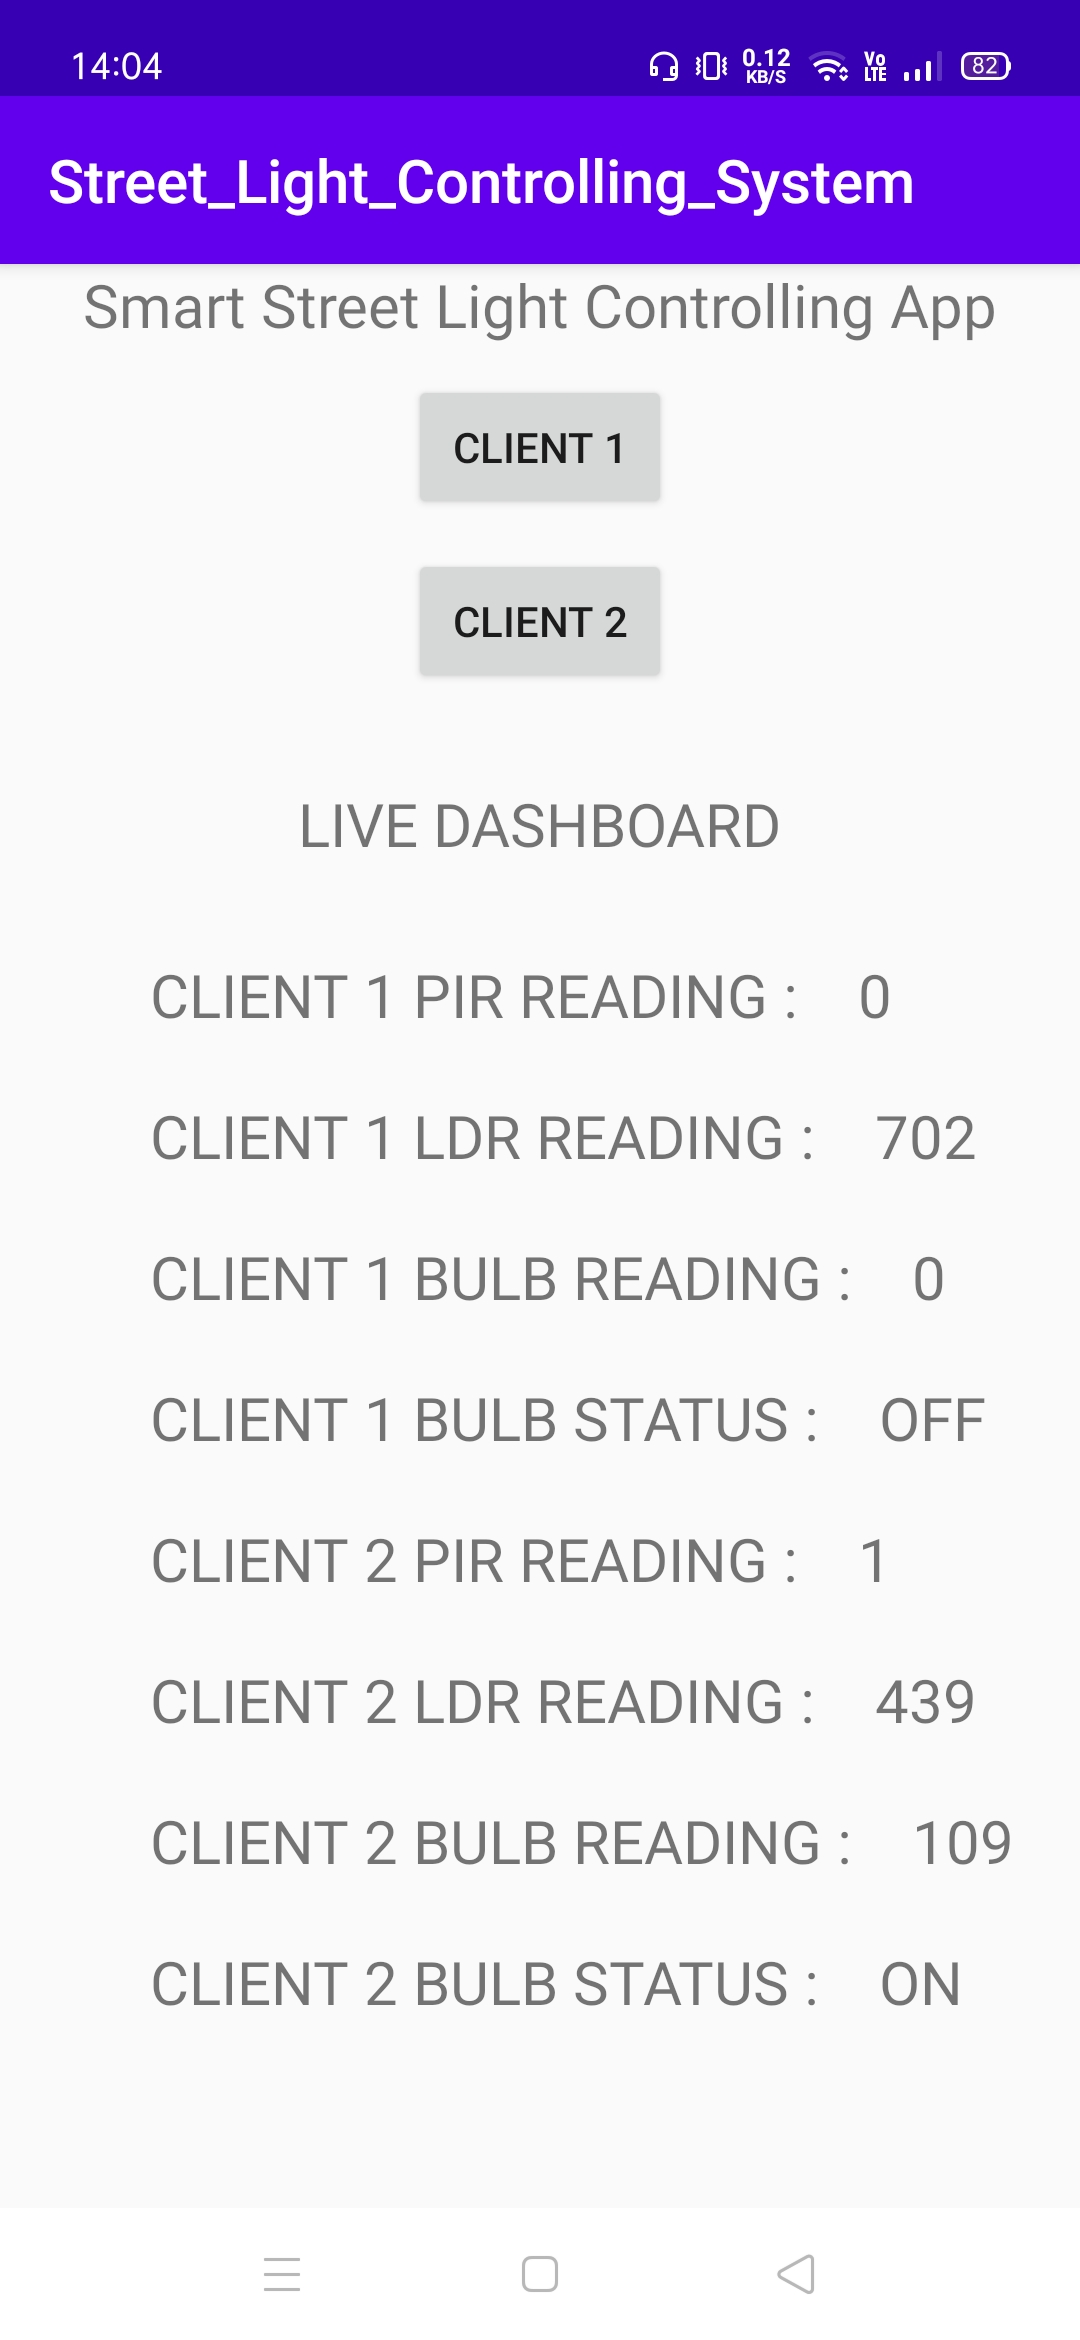 14:04 0.12 KB/S Vo LTE 82
Street_Light_Controlling_System
Smart Street Light Controlling App
CLIENT 1
CLIENT 2
LIVE DASHBOARD
CLIENT 1 PIR READING : 0
CLIENT 1 LDR READING : 702
CLIENT 1 BULB READING : 0
CLIENT 1 BULB STATUS : OFF
CLIENT 2 PIR READING : 1
CLIENT 2 LDR READING : 439
CLIENT 2 BULB READING : 109
CLIENT 2 BULB STATUS : ON